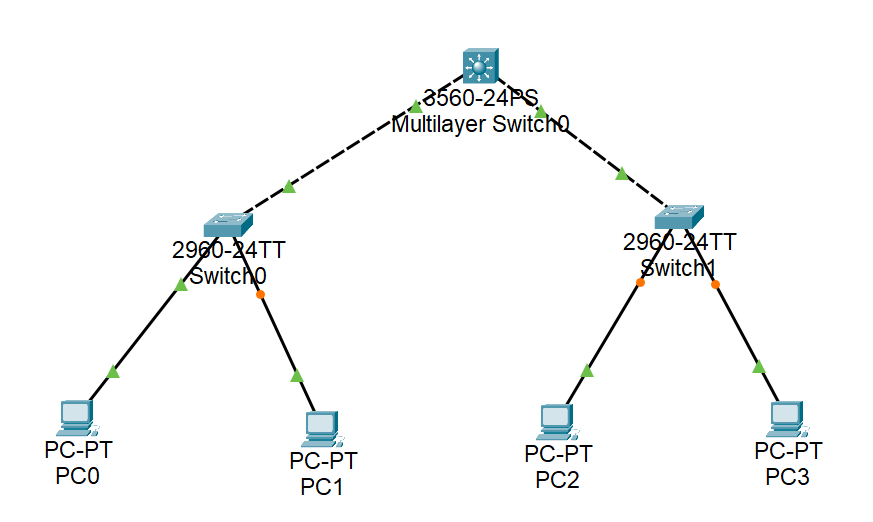 3560-24PS
Multilayer Switch0
2960-24TT
Switch0
2960-24TT
Switch1
PC-PT
PC0
PC-PT
PC1
PC-PT
PC2
PC-PT
PC3